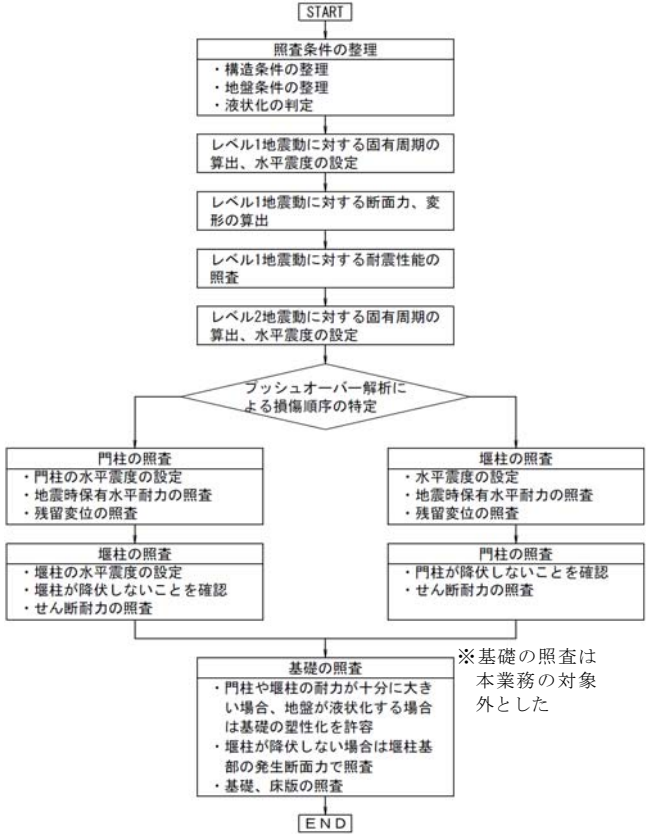 START
照査条件の整理
・構造条件の整理
・地盤条件の整理
・液状化の判定
レベル1地震動に対する固有周期の
算出、水平震度の設定
レベル1地震動に対する断面力、変
形の算出
レベル1地震動に対する耐震性能の
照査
レベル2地震動に対する固有周期の
算出、水平震度の設定
プッシュオーバー解析に
よる損傷順序の特定
門柱の照査
・門柱の水平震度の設定
・地震時保有水平耐力の照査
・残留変位の照査
堰柱の照査
・堰柱の水平震度の設定
・堰柱が降伏しないことを確認
・せん断耐力の照査
堰柱の照査
・水平震度の設定
・地震時保有水平耐力の照査
・残留変位の照査
門柱の照査
・門柱が降伏しないことを確認
・せん断耐力の照査
基礎の照査
・門柱や堰柱の耐力が十分に大き
い場合、地盤が液状化する場合
は基礎の塑性化を許容
・堰柱が降伏しない場合は堰柱基
部の発生断面力で照査
・基礎、床版の照査
※基礎の照査は
本業務の対象
外とした
END